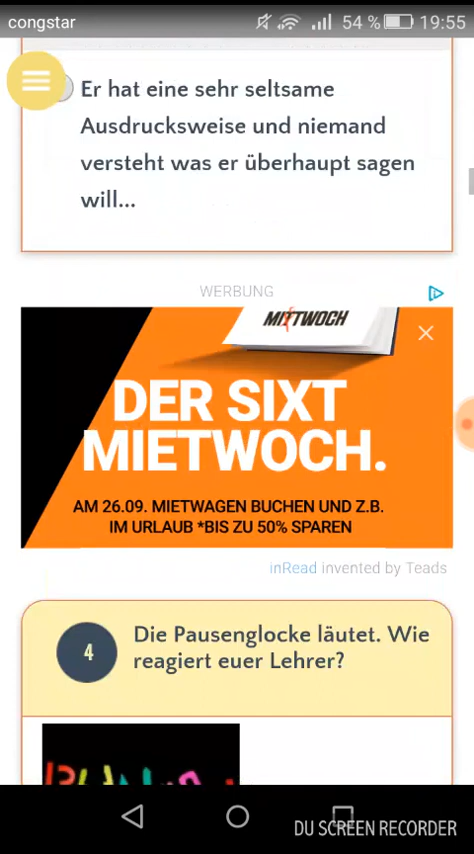 congstar 54 % 19:55
Er hat eine sehr seltsame
Ausdrucksweise und niemand
versteht was er überhaupt sagen
will...
WERBUNG
MIETWOCH
DER SIXT
MIETWOCH.
AM 26.09. MIETWAGEN BUCHEN UND Z.B.
IM URLAUB *BIS ZU 50% SPAREN
inRead invented by Teads
4 Die Pausenglocke läutet. Wie
reagiert euer Lehrer?
DU SCREEN RECORDER